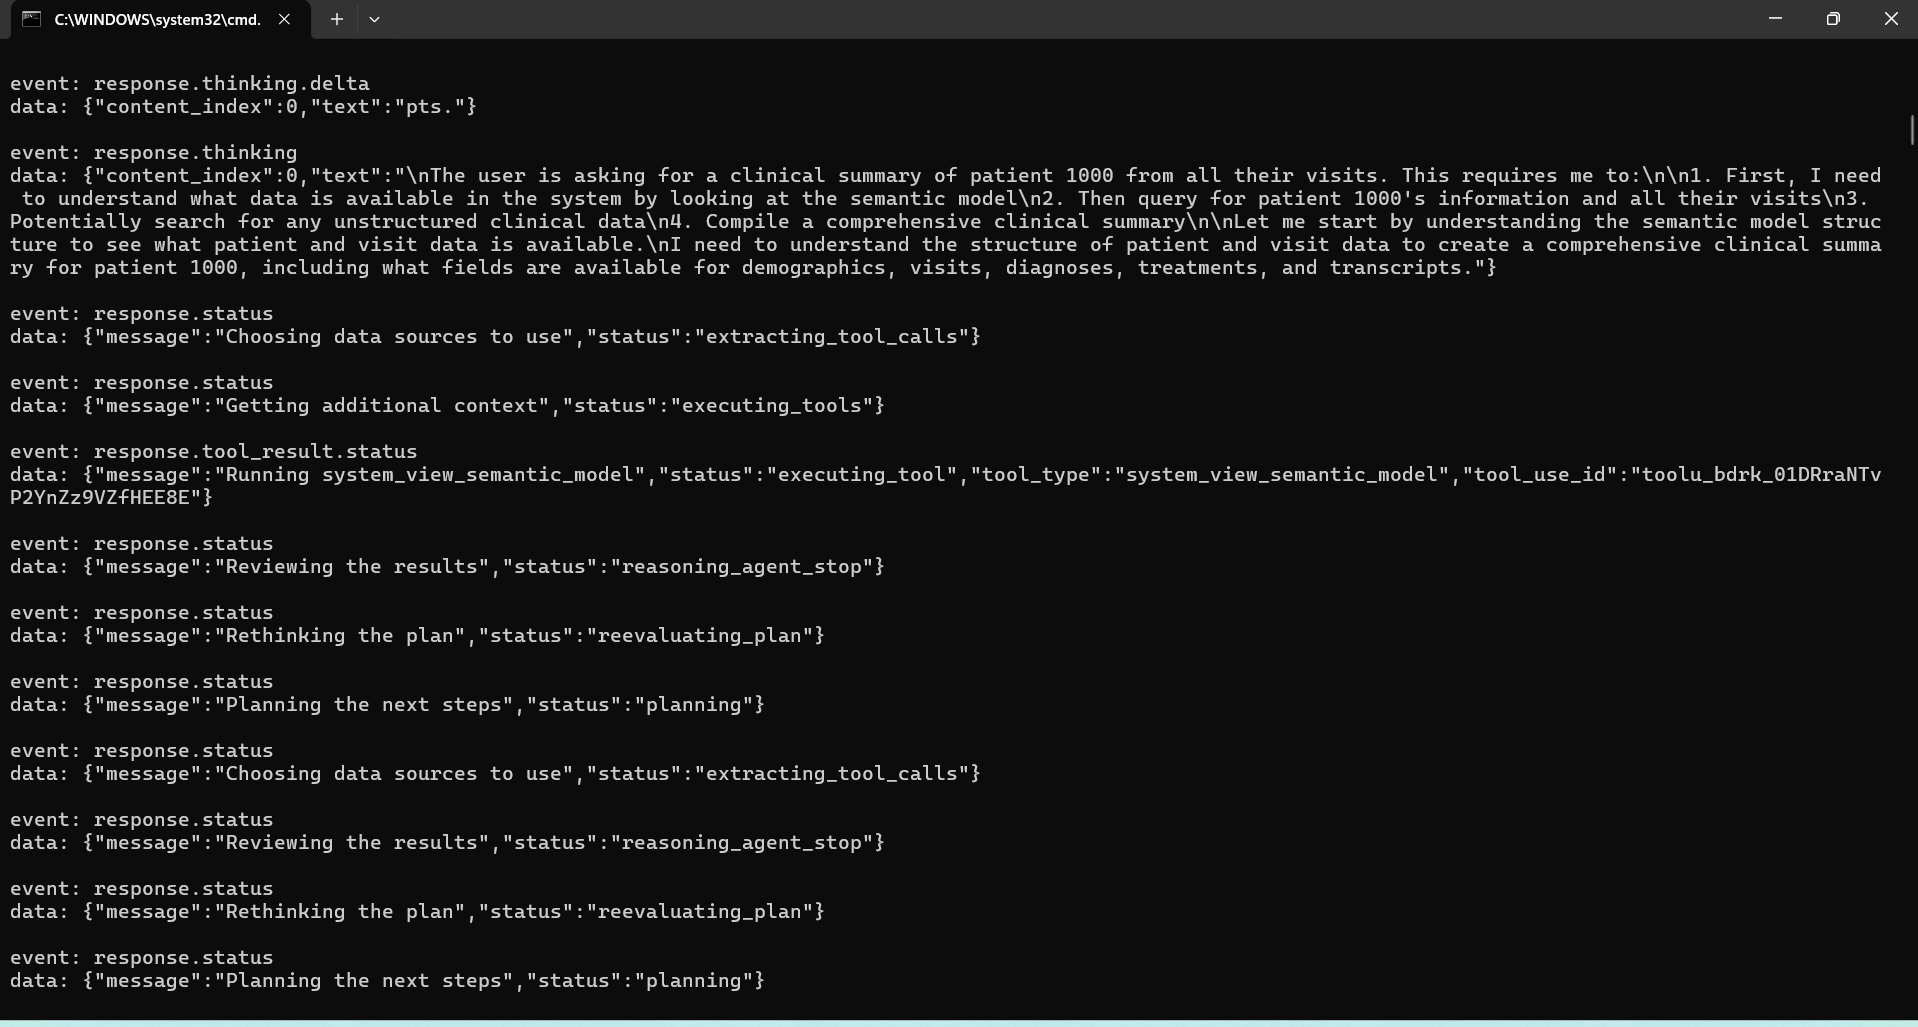 C:\WINDOWS\system32\cmd.
event: response.thinking.delta
data: {"content_index":0,"text":"pts."}
event: response.thinking
data: {"content_index":0,"text":"\nThe user is asking for a clinical summary of patient 1000 from all their visits. This requires me to:\n\n1. First, I need
 to understand what data is available in the system by looking at the semantic model\n2. Then query for patient 1000's information and all their visits\n3.
Potentially search for any unstructured clinical data\n4. Compile a comprehensive clinical summary\n\nLet me start by understanding the semantic model struc
ture to see what patient and visit data is available.\nI need to understand the structure of patient and visit data to create a comprehensive clinical summa
ry for patient 1000, including what fields are available for demographics, visits, diagnoses, treatments, and transcripts."}
event: response.status
data: {"message":"Choosing data sources to use","status":"extracting_tool_calls"}
event: response.status
data: {"message":"Getting additional context","status":"executing_tools"}
event: response.tool_result.status
data: {"message":"Running system_view_semantic_model","status":"executing_tool","tool_type":"system_view_semantic_model","tool_use_id":"toolu_bdrk_01DRraNTv
P2YnZz9VZfHEE8E"}
event: response.status
data: {"message":"Reviewing the results","status":"reasoning_agent_stop"}
event: response.status
data: {"message":"Rethinking the plan","status":"reevaluating_plan"}
event: response.status
data: {"message":"Planning the next steps","status":"planning"}
event: response.status
data: {"message":"Choosing data sources to use","status":"extracting_tool_calls"}
event: response.status
data: {"message":"Reviewing the results","status":"reasoning_agent_stop"}
event: response.status
data: {"message":"Rethinking the plan","status":"reevaluating_plan"}
event: response.status
data: {"message":"Planning the next steps","status":"planning"}